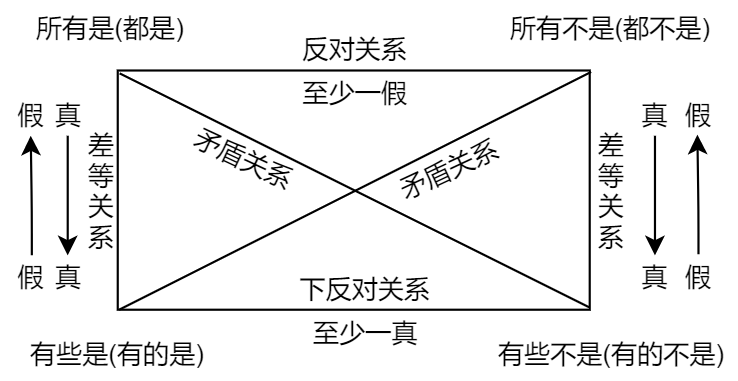 所有是(都是)
所有不是(都不是)
反对关系
至少一假
假 真
真 假
差等关系
矛盾关系
矛盾关系
差等关系
假 真
真 假
下反对关系
至少一真
有些是(有的是)
有些不是(有的不是)